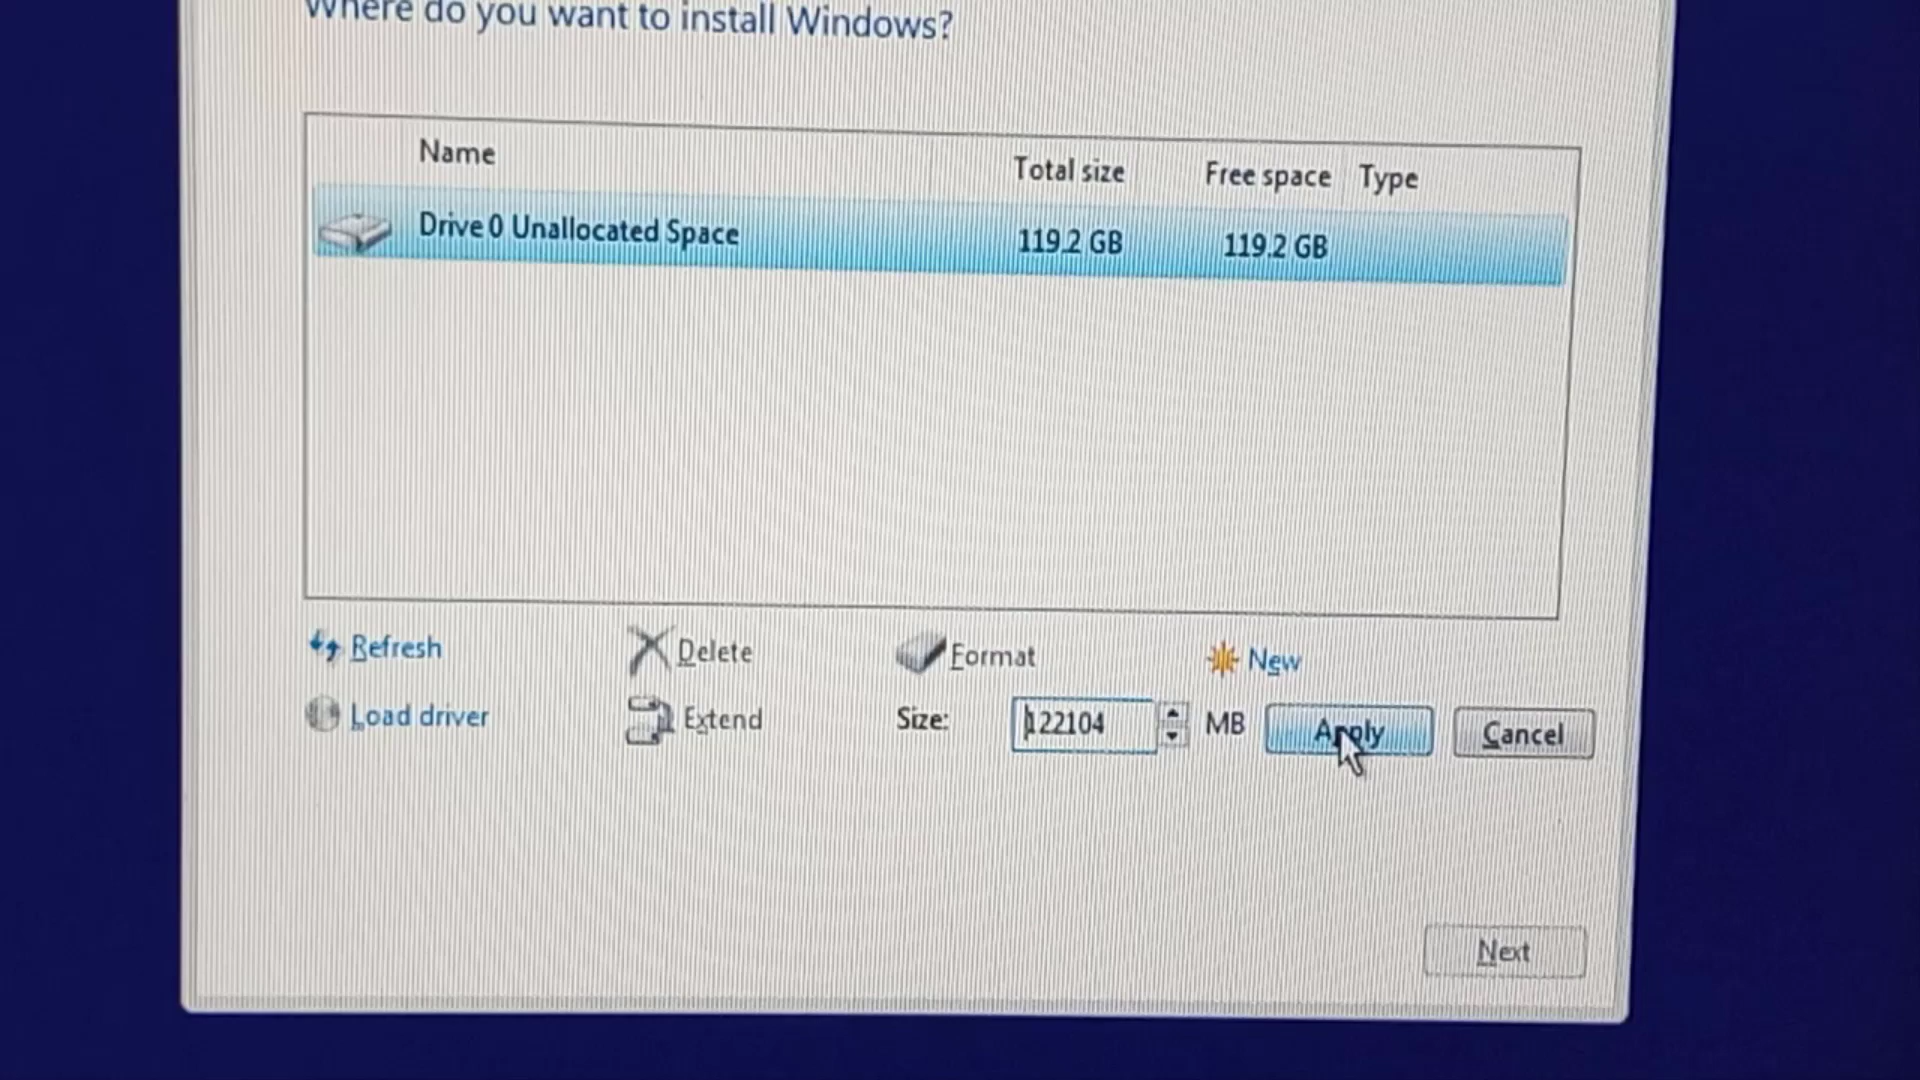 Where do you want to install Windows?
Name Total size Free space Type
Drive 0 Unallocated Space 119.2 GB 119.2 GB
Refresh Delete Format New
Load driver Extend Size: 122104 MB Apply Cancel
Next